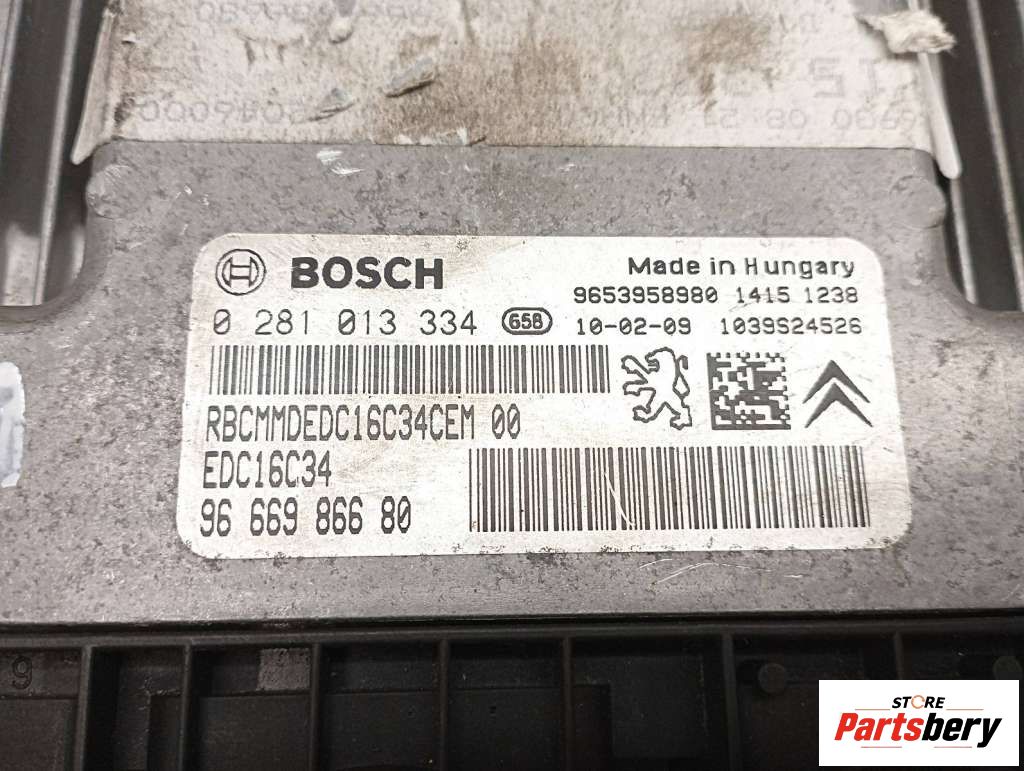 BOSCH
Made in Hungary
9653958980 1415 1238
0 281 013 334 658 10-02-09 1039S24526
RBCMMDEDC16C34CEM 00
EDC16C34
96 669 866 80
9
STORE
Partsbery